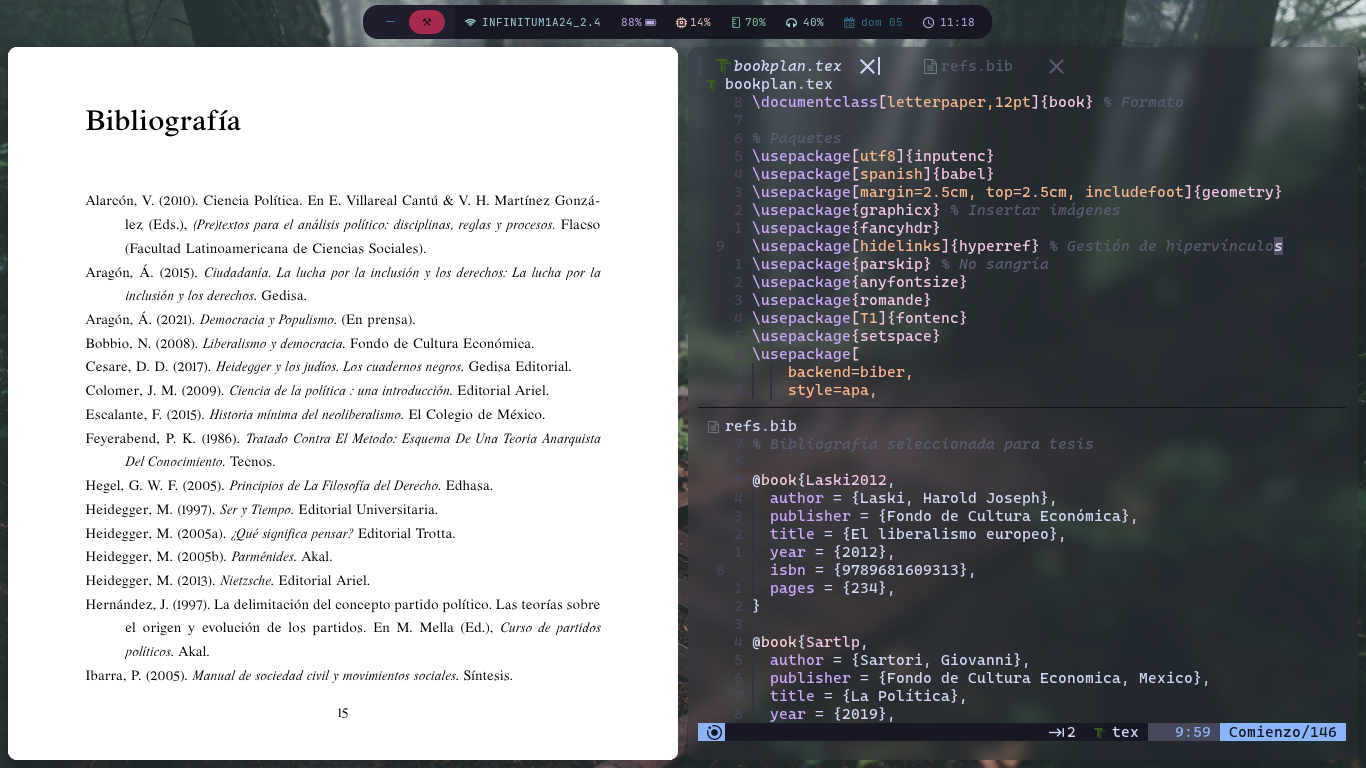 INFINITUM1A24_2.4 88% 14% 70% 40% dom 05 11:18
Bibliografía
Alarcón, V. (2010). Ciencia Política. En E. Villareal Cantú & V. H. Martínez Gonzá-
lez (Eds.), (Pre)textos para el análisis político: disciplinas, reglas y procesos. Flacso
(Facultad Latinoamericana de Ciencias Sociales).
Aragón, Á. (2015). Ciudadanía. La lucha por la inclusión y los derechos: La lucha por la
inclusión y los derechos. Gedisa.
Aragón, Á. (2021). Democracia y Populismo. (En prensa).
Bobbio, N. (2008). Liberalismo y democracia. Fondo de Cultura Económica.
Cesare, D. D. (2017). Heidegger y los judíos. Los cuadernos negros. Gedisa Editorial.
Colomer, J. M. (2009). Ciencia de la política : una introducción. Editorial Ariel.
Escalante, F. (2015). Historia mínima del neoliberalismo. El Colegio de México.
Feyerabend, P. K. (1986). Tratado Contra El Metodo: Esquema De Una Teoria Anarquista
Del Conocimiento. Tecnos.
Hegel, G. W. F. (2005). Principios de La Filosofía del Derecho. Edhasa.
Heidegger, M. (1997). Ser y Tiempo. Editorial Universitaria.
Heidegger, M. (2005a). ¿Qué significa pensar? Editorial Trotta.
Heidegger, M. (2005b). Parménides. Akal.
Heidegger, M. (2013). Nietzsche. Editorial Ariel.
Hernández, J. (1997). La delimitación del concepto partido político. Las teorías sobre
el origen y evolución de los partidos. En M. Mella (Ed.), Curso de partidos
políticos. Akal.
Ibarra, P. (2005). Manual de sociedad civil y movimientos sociales. Síntesis.
15
bookplan.tex refs.bib
bookplan.tex
8 \documentclass[letterpaper,12pt]{book} % Formato
7
6 % Paquetes
5 \usepackage[utf8]{inputenc}
4 \usepackage[spanish]{babel}
3 \usepackage[margin=2.5cm, top=2.5cm, includefoot]{geometry}
2 \usepackage{graphicx} % Insertar imágenes
1 \usepackage{fancyhdr}
9 \usepackage[hidelinks]{hyperref} % Gestión de hipervínculos
1 \usepackage{parskip} % No sangría
2 \usepackage{anyfontsize}
3 \usepackage{romande}
4 \usepackage[T1]{fontenc}
5 \usepackage{setspace}
6 \usepackage[
backend=biber,
style=apa,
refs.bib
7 % Bibliografía seleccionada para tesis
6
@book{Laski2012,
4 author = {Laski, Harold Joseph},
3 publisher = {Fondo de Cultura Económica},
2 title = {El liberalismo europeo},
1 year = {2012},
8 isbn = {9789681609313},
1 pages = {234},
2 }
3
4 @book{Sartlp,
5 author = {Sartori, Giovanni},
6 publisher = {Fondo de Cultura Economica, Mexico},
7 title = {La Política},
8 year = {2019},
2 tex 9:59 Comienzo/146